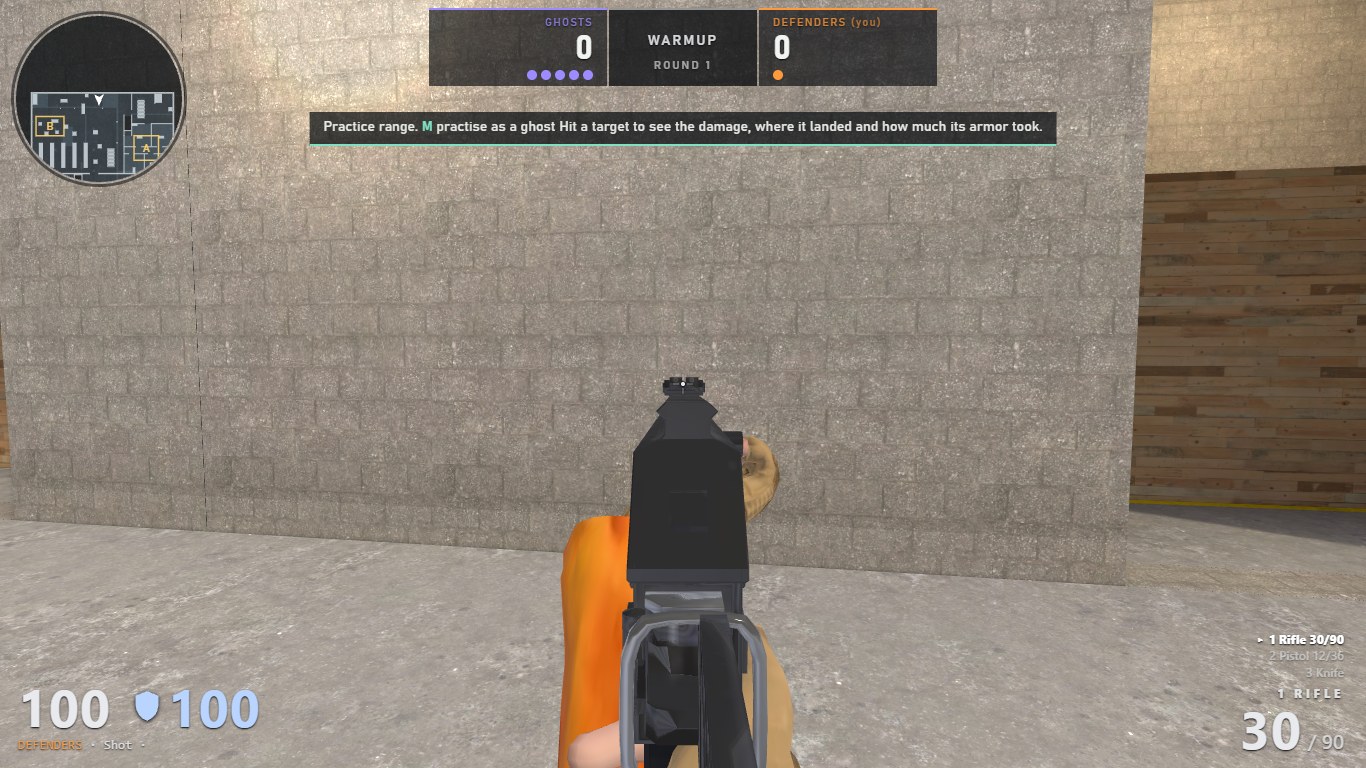 GHOSTS
0
WARMUP
ROUND 1
DEFENDERS (you)
0
Practice range. M practise as a ghost Hit a target to see the damage, where it landed and how much its armor took.
B
A
1 Rifle 30/90
2 Pistol 12/36
3 Knife
1 RIFLE
30 / 90
100 100
DEFENDERS · Shot ·